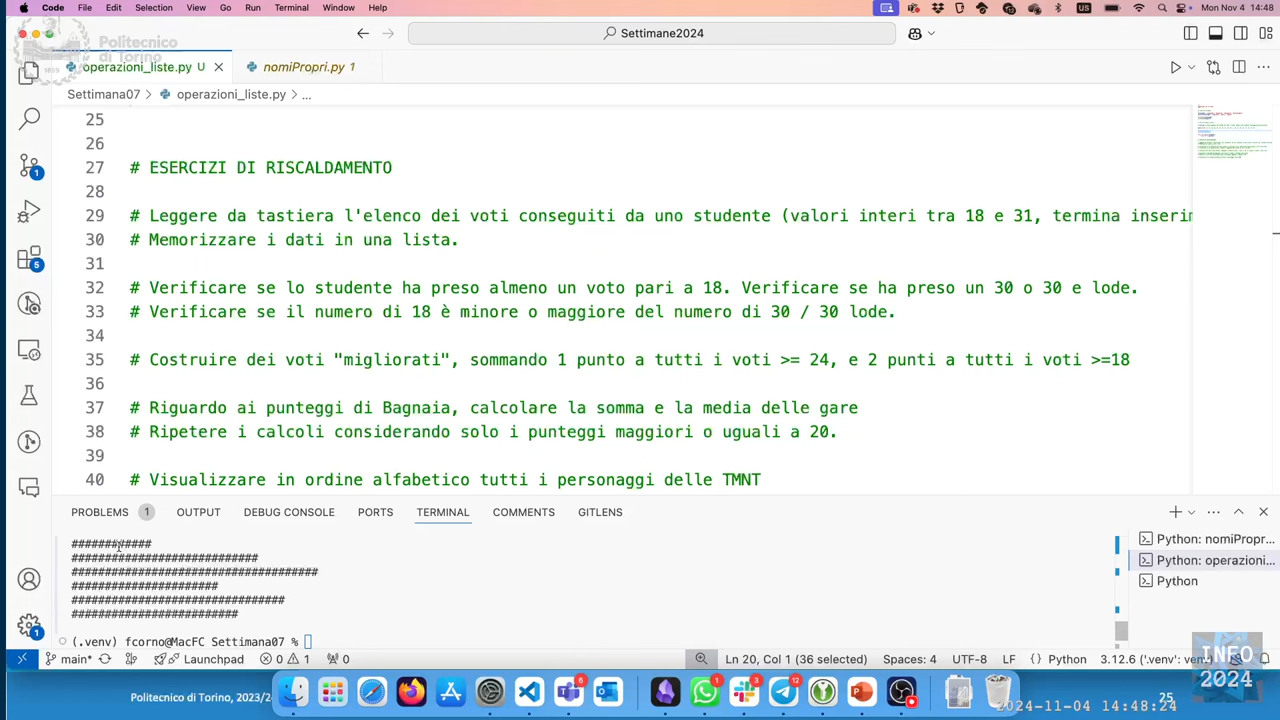 Code File Edit Selection View Go Run Terminal Window Help US Mon Nov 4 14:48
Politecnico di Torino
Settimane2024
operazioni_liste.py U
nomiPropri.py 1
Settimana07 > operazioni_liste.py > ...
25
26
27 # ESERCIZI DI RISCALDAMENTO
28
29 # Leggere da tastiera l'elenco dei voti conseguiti da uno studente (valori interi tra 18 e 31, termina inserim
30 # Memorizzare i dati in una lista.
31
32 # Verificare se lo studente ha preso almeno un voto pari a 18. Verificare se ha preso un 30 o 30 e lode.
33 # Verificare se il numero di 18 è minore o maggiore del numero di 30 / 30 lode.
34
35 # Costruire dei voti "migliorati", sommando 1 punto a tutti i voti >= 24, e 2 punti a tutti i voti >=18
36
37 # Riguardo ai punteggi di Bagnaia, calcolare la somma e la media delle gare
38 # Ripetere i calcoli considerando solo i punteggi maggiori o uguali a 20.
39
40 # Visualizzare in ordine alfabetico tutti i personaggi delle TMNT
PROBLEMS 1 OUTPUT DEBUG CONSOLE PORTS TERMINAL COMMENTS GITLENS
############
############################
#####################################
######################
################################
#########################
(.venv) fcorno@MacFC Settimana07 %
Python: nomiPropr...
Python: operazioni...
Python
main* Launchpad 0 1 0 Ln 20, Col 1 (36 selected) Spaces: 4 UTF-8 LF Python 3.12.6 ('.venv': venv)
INFO
2024
Politecnico di Torino, 2023/2
25
2024-11-04 14:48:24